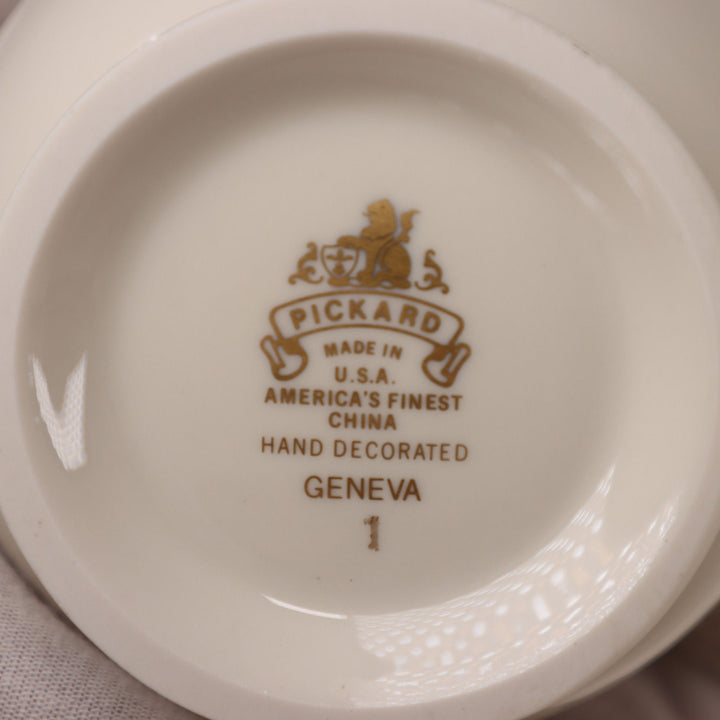 PICKARD
MADE IN
U.S.A.
AMERICA'S FINEST
CHINA
HAND DECORATED
GENEVA
1